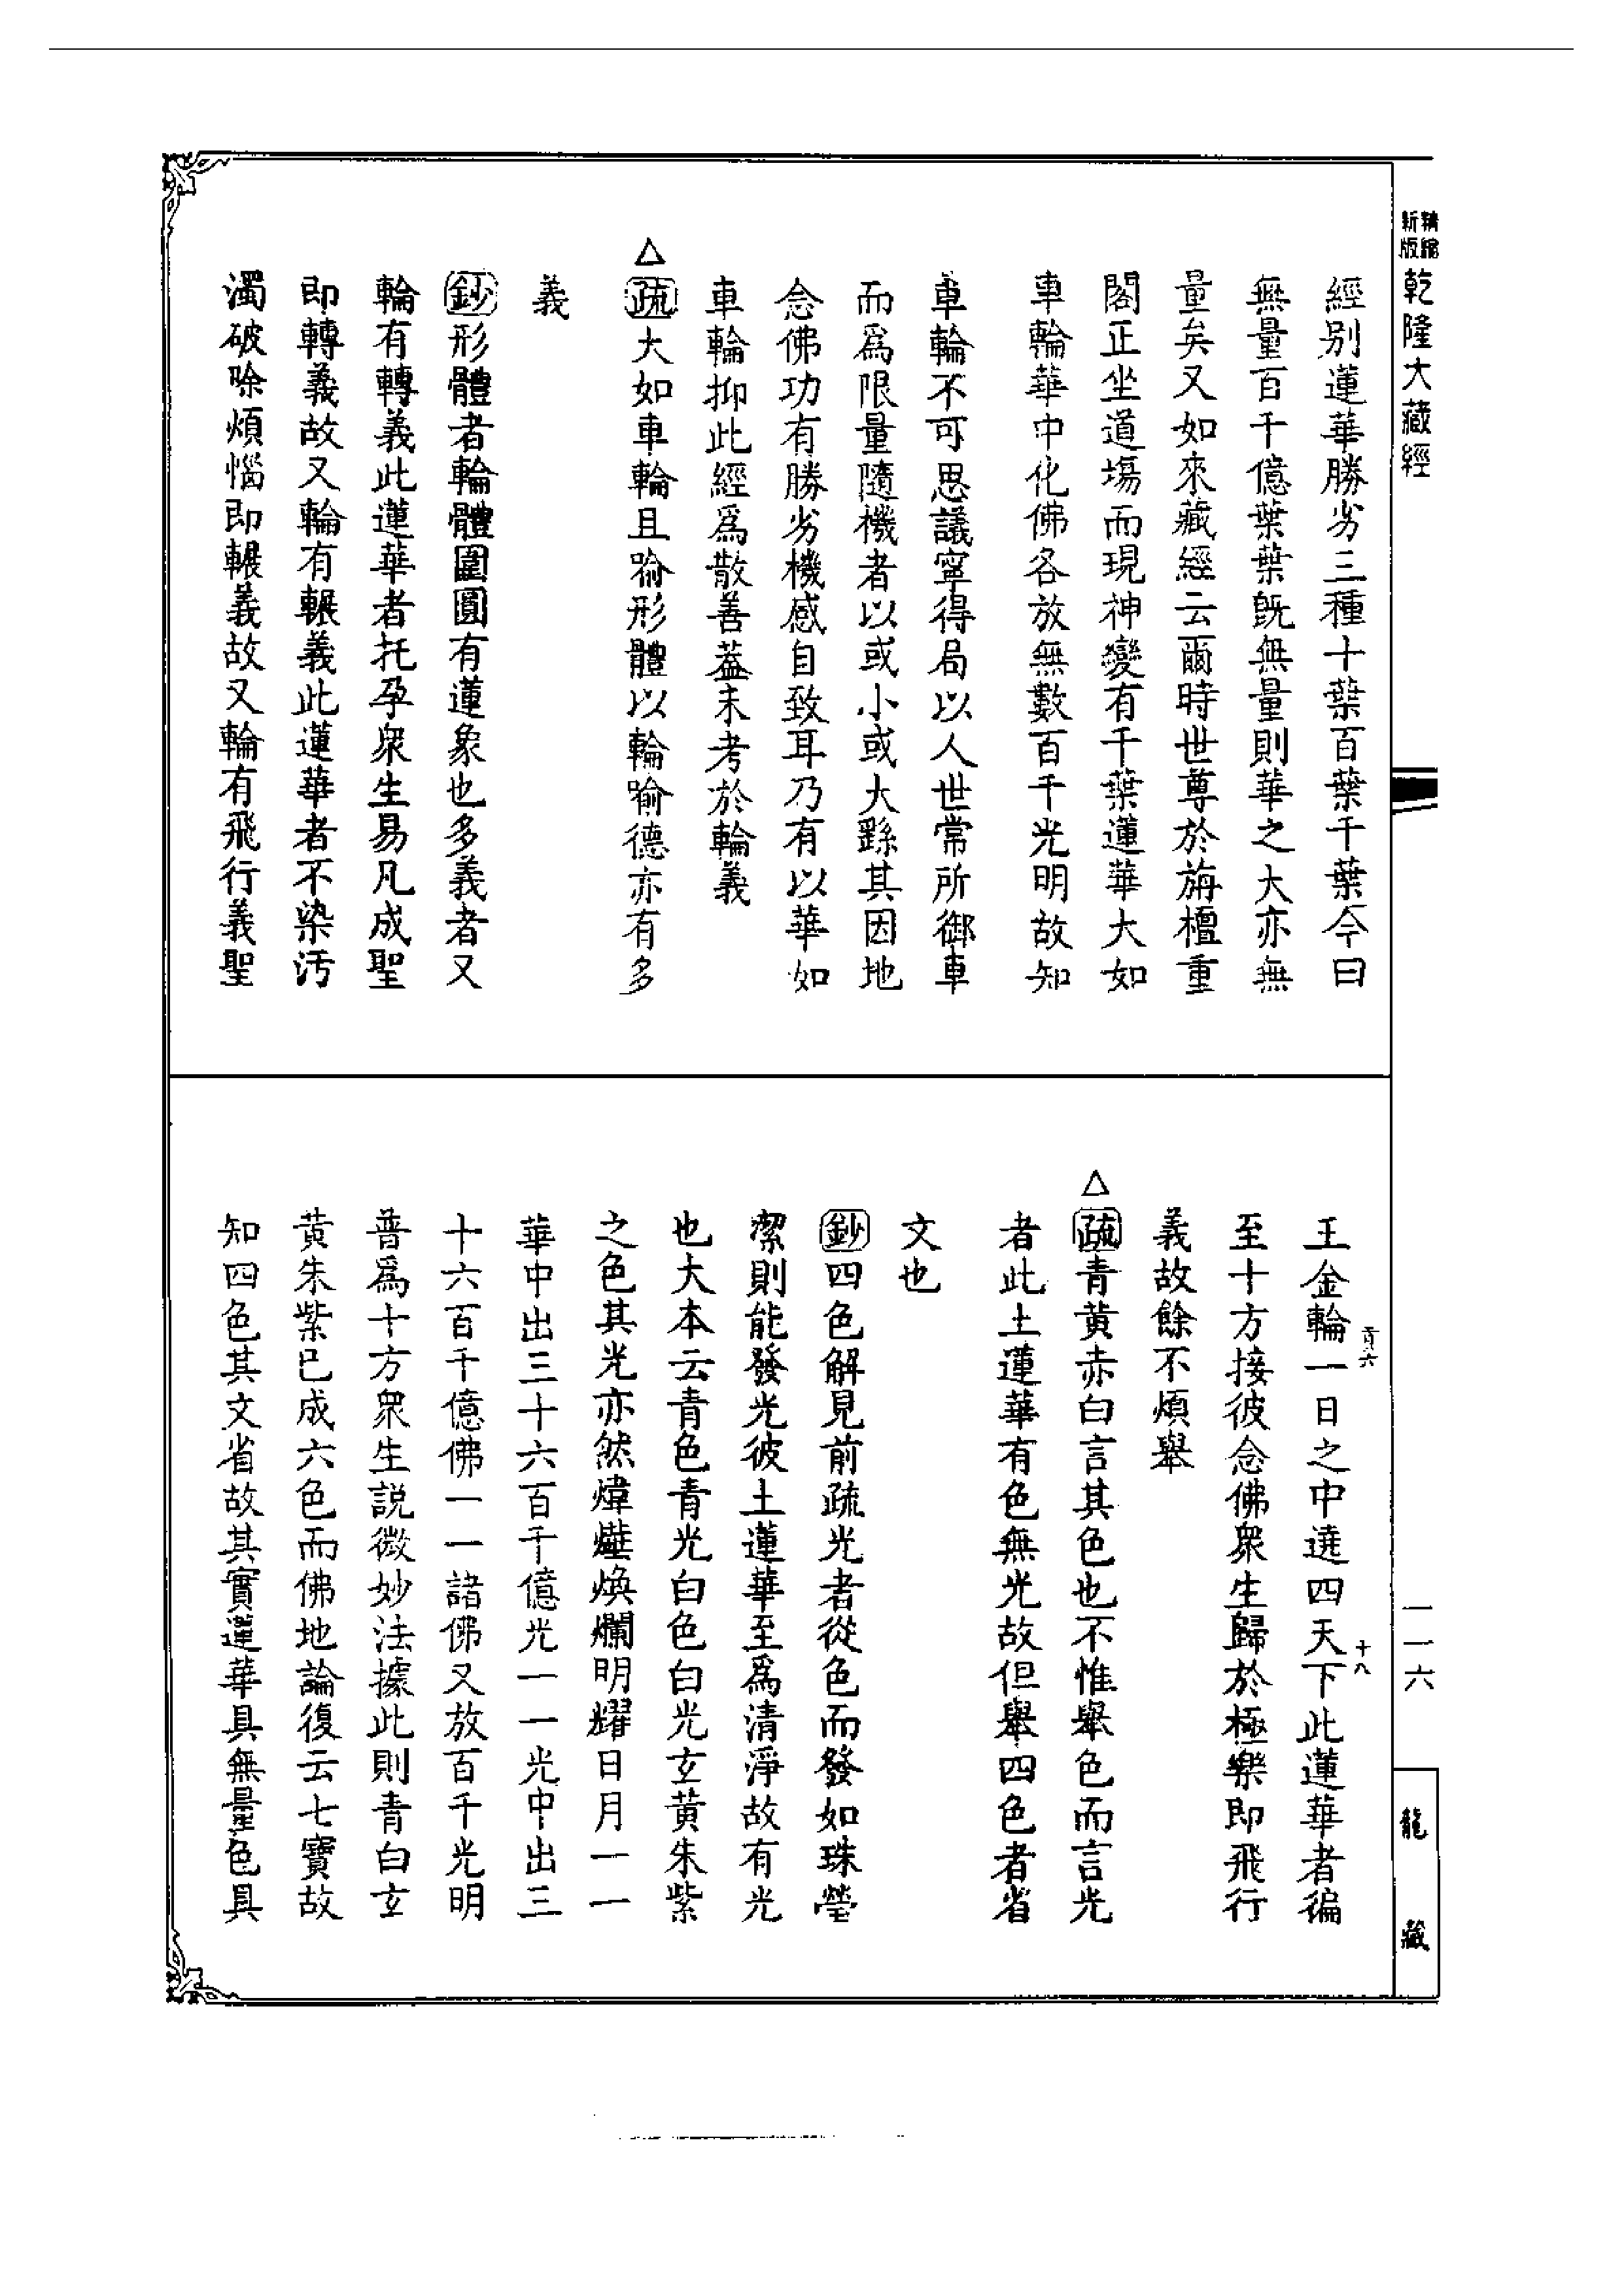 精縮
新版
乾隆大藏經
經別蓮華勝劣三種十葉百葉千葉今曰
無量百千億葉葉既無量則華之大亦無
量矣又如來藏經云爾時世尊於旃檀重
閣正坐道場而現神變有千葉蓮華大如
車輪華中化佛各放無數百千光明故知
車輪不可思議寧得局以人世常所御車
而爲限量隨機者以或小或大繇其因地
念佛功有勝劣機感自致耳乃有以華如
車輪抑此經爲散善蓋未考於輪義
△疏大如車輪且喻形體以輪喻德亦有多
義
鈔形體者輪體圍圓有蓮象也多義者又
輪有轉義此蓮華者托孕衆生易凡成聖
即轉義故又輪有輾義此蓮華者不染汚
濁破除煩惱即輾義故又輪有飛行義聖
王金輪一日之中遶四天下此蓮華者徧
至十方接彼念佛衆生歸於極樂即飛行
義故餘不煩舉
△疏青黃赤白言其色也不惟舉色而言光
者此土蓮華有色無光故但舉四色者省
文也
鈔四色解見前疏光者從色而發如珠瑩
潔則能發光彼土蓮華至爲清淨故有光
也大本云青色青光白色白光玄黃朱紫
之色其光亦然煒燁煥爛明耀日月一一
華中出三十六百千億光一一光中出三
十六百千億佛一一諸佛又放百千光明
普爲十方衆生説微妙法據此則青白玄
黃朱紫已成六色而佛地論復云七寶故
知四色其文省故其實蓮華具無量色具
貢六
十八
一一六
龍藏